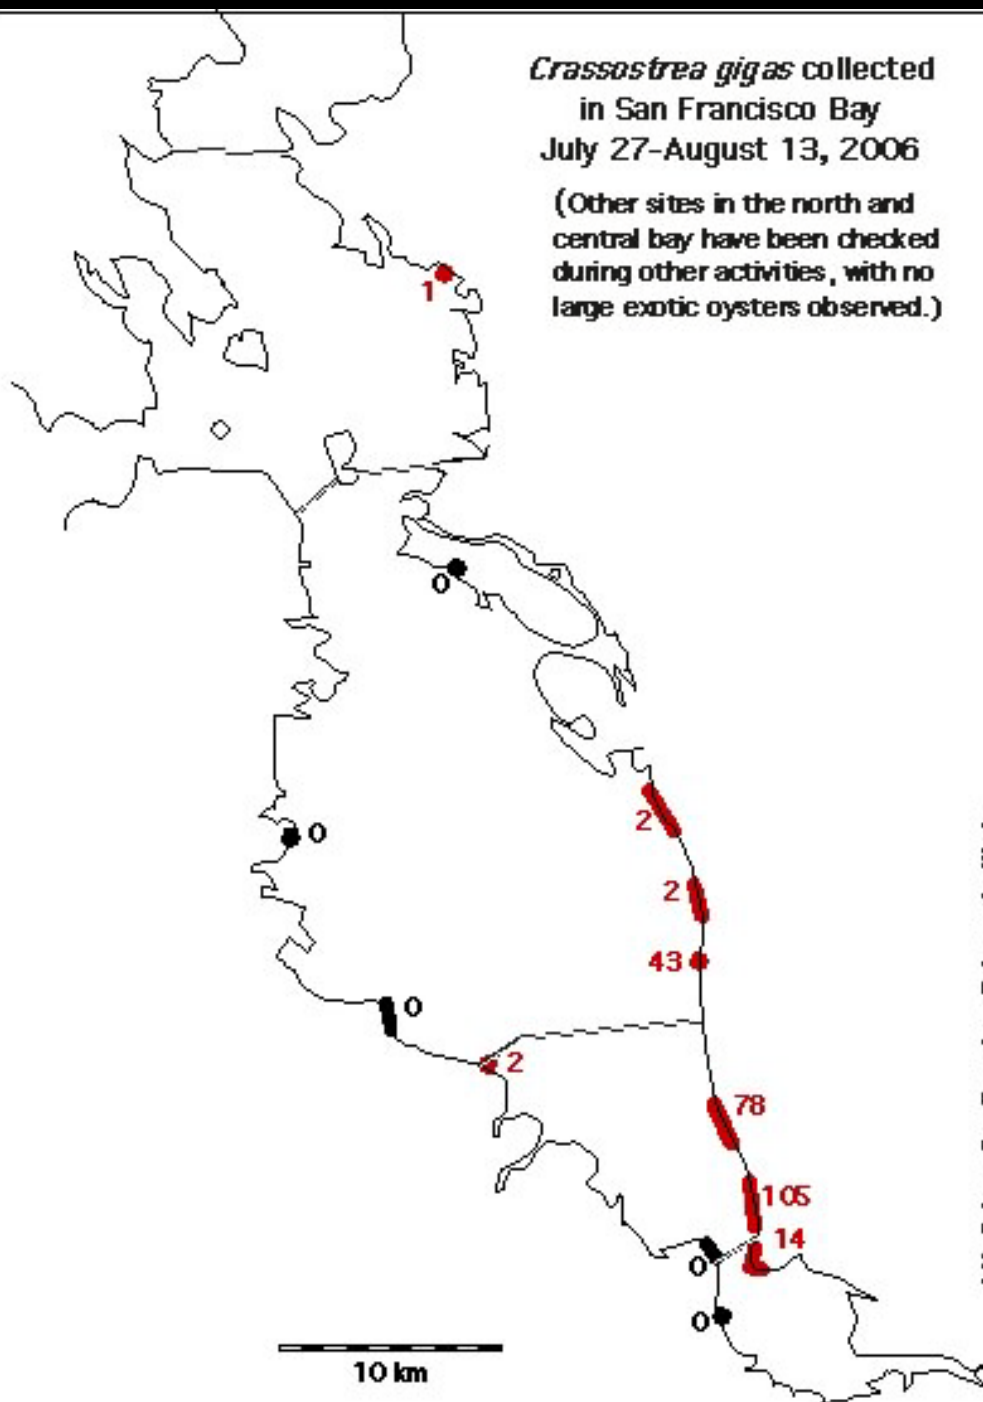 Crassostrea gigas collected
in San Francisco Bay
July 27-August 13, 2006
(Other sites in the north and
central bay have been checked
during other activities, with no
large exotic oysters observed.)
1
0
2
0
2
43
0
2
78
105
14
0
0
10 km